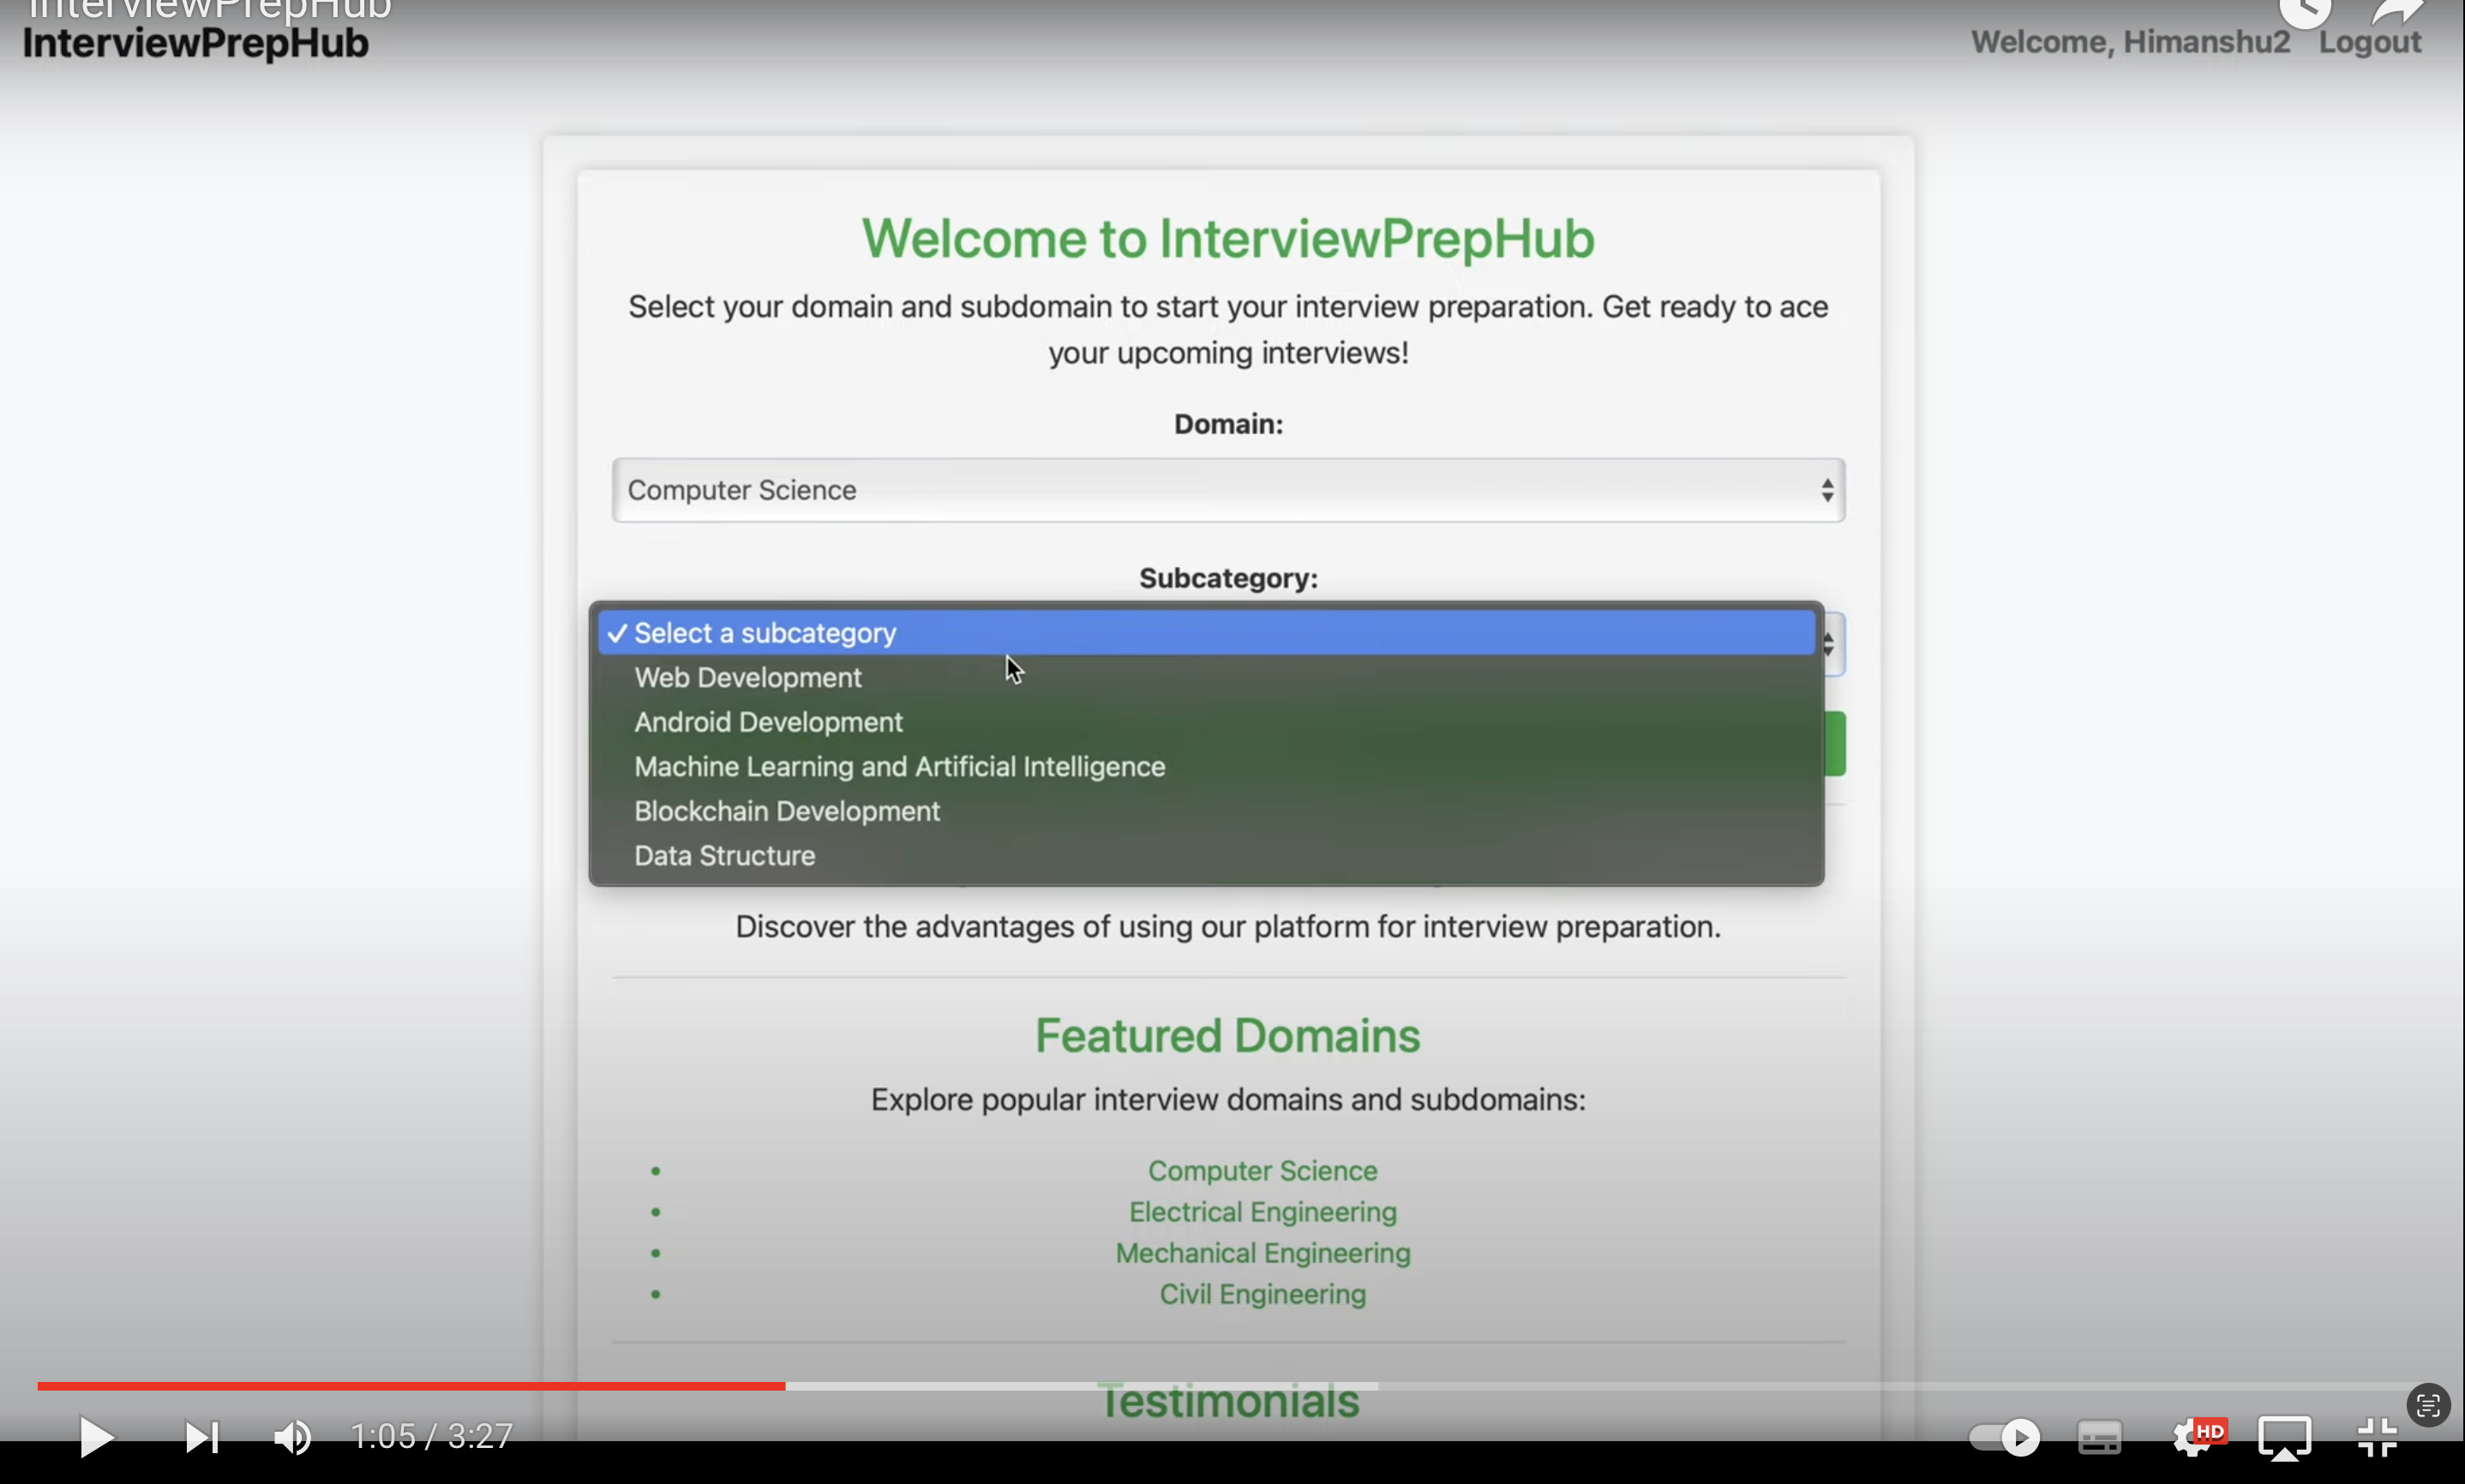 InterviewPrepHub
InterviewPrepHub
Welcome, Himanshu2 Logout
Welcome to InterviewPrepHub
Select your domain and subdomain to start your interview preparation. Get ready to ace
your upcoming interviews!
Domain:
Computer Science
Subcategory:
✓ Select a subcategory
Web Development
Android Development
Machine Learning and Artificial Intelligence
Blockchain Development
Data Structure
Discover the advantages of using our platform for interview preparation.
Featured Domains
Explore popular interview domains and subdomains:
• Computer Science
• Electrical Engineering
• Mechanical Engineering
• Civil Engineering
Testimonials
1:05 / 3:27
HD